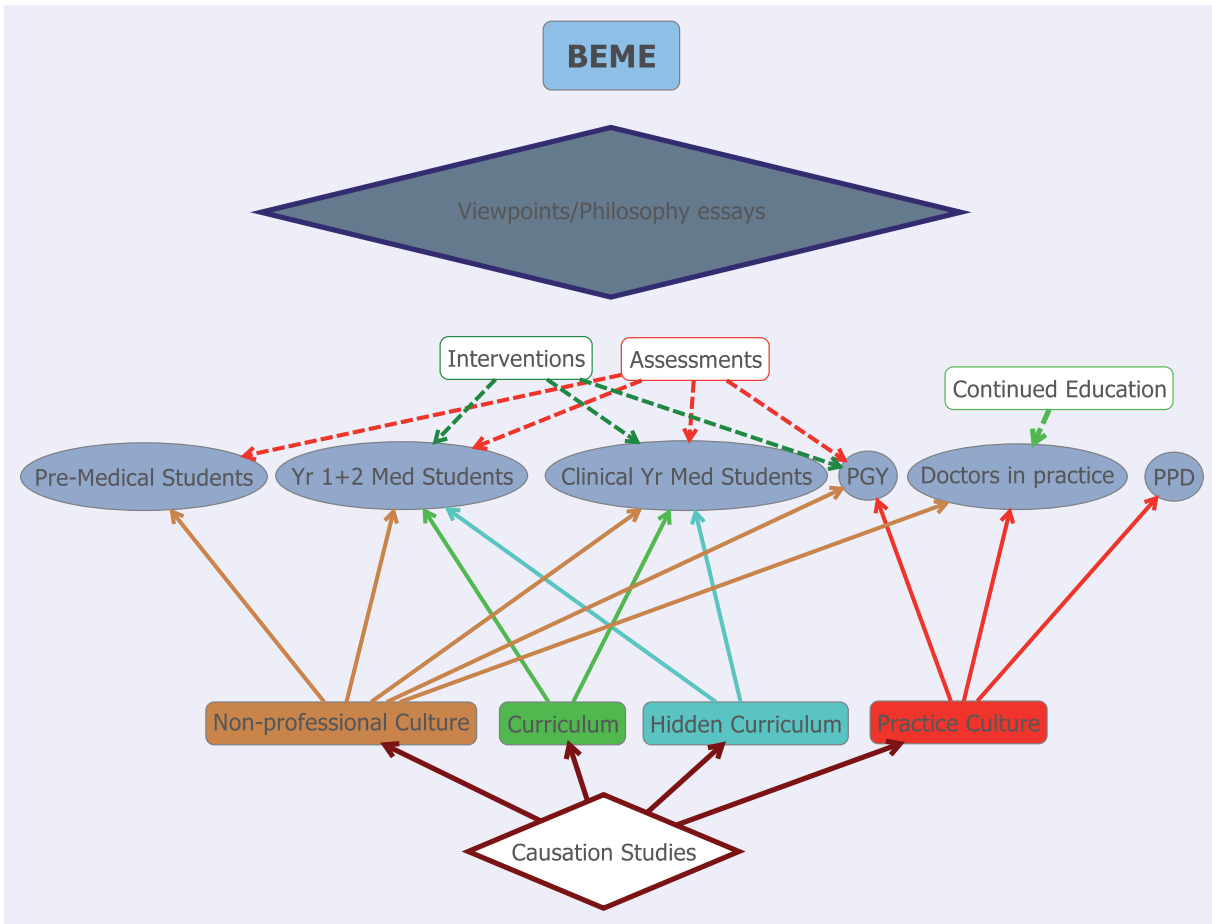 BEME
Viewpoints/Philosophy essays
Interventions
Assessments
Continued Education
Pre-Medical Students
Yr 1+2 Med Students
Clinical Yr Med Students
PGY
Doctors in practice
PPD
Non-professional Culture
Curriculum
Hidden Curriculum
Practice Culture
Causation Studies